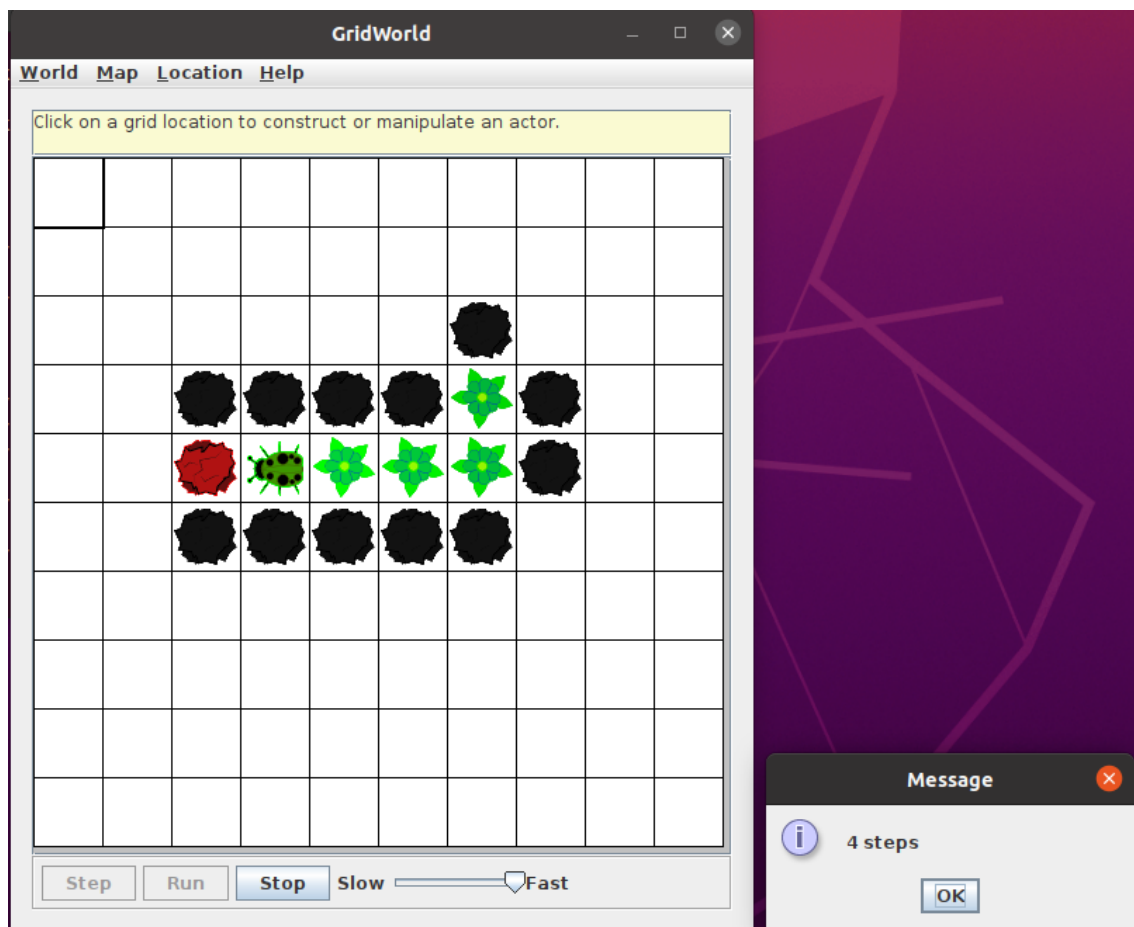 GridWorld
World Map Location Help
Click on a grid location to construct or manipulate an actor.
Step Run Stop Slow Fast
Message
4 steps
OK